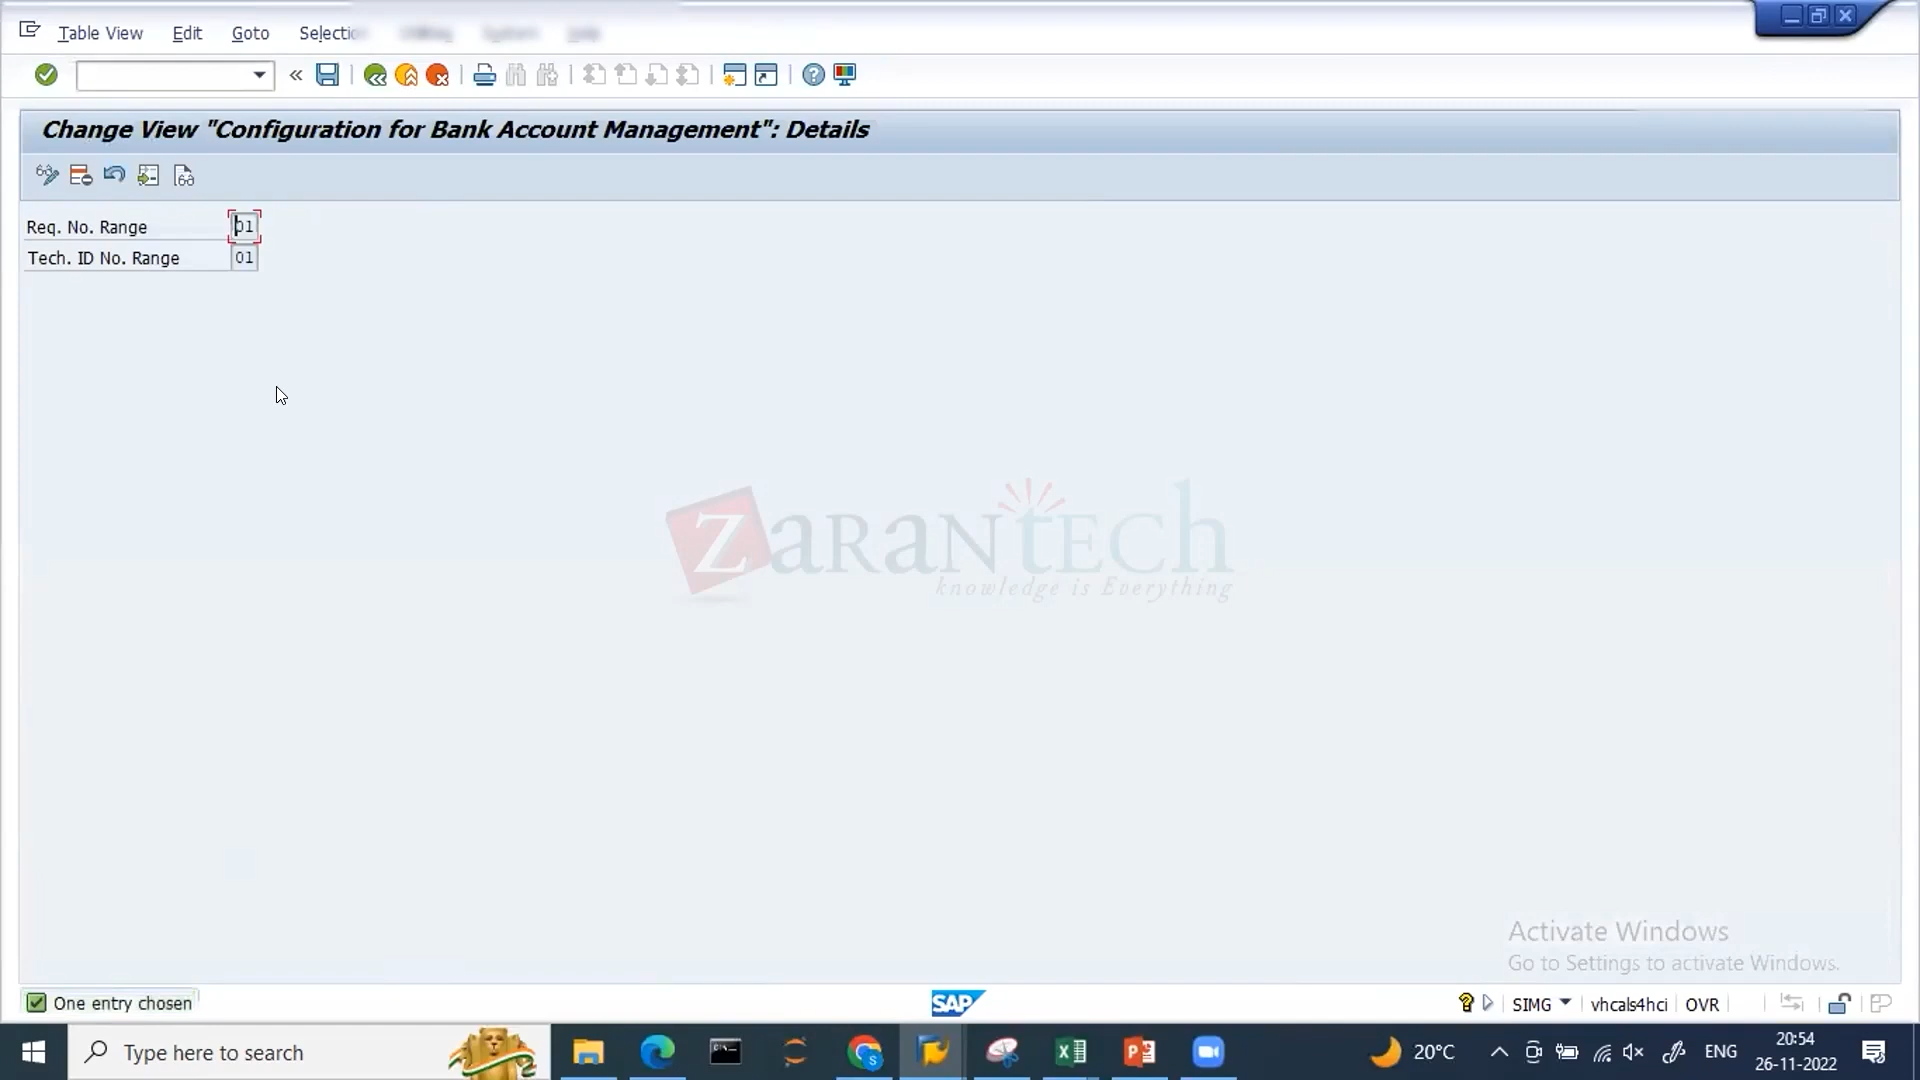 Table View Edit Goto Selectio
Change View "Configuration for Bank Account Management": Details
Req. No. Range 01
Tech. ID No. Range 01
ZaranTech
knowledge is Everything
Activate Windows
Go to Settings to activate Windows.
One entry chosen
SAP
SIMG vhcals4hci OVR
Type here to search
20°C
ENG
20:54
26-11-2022